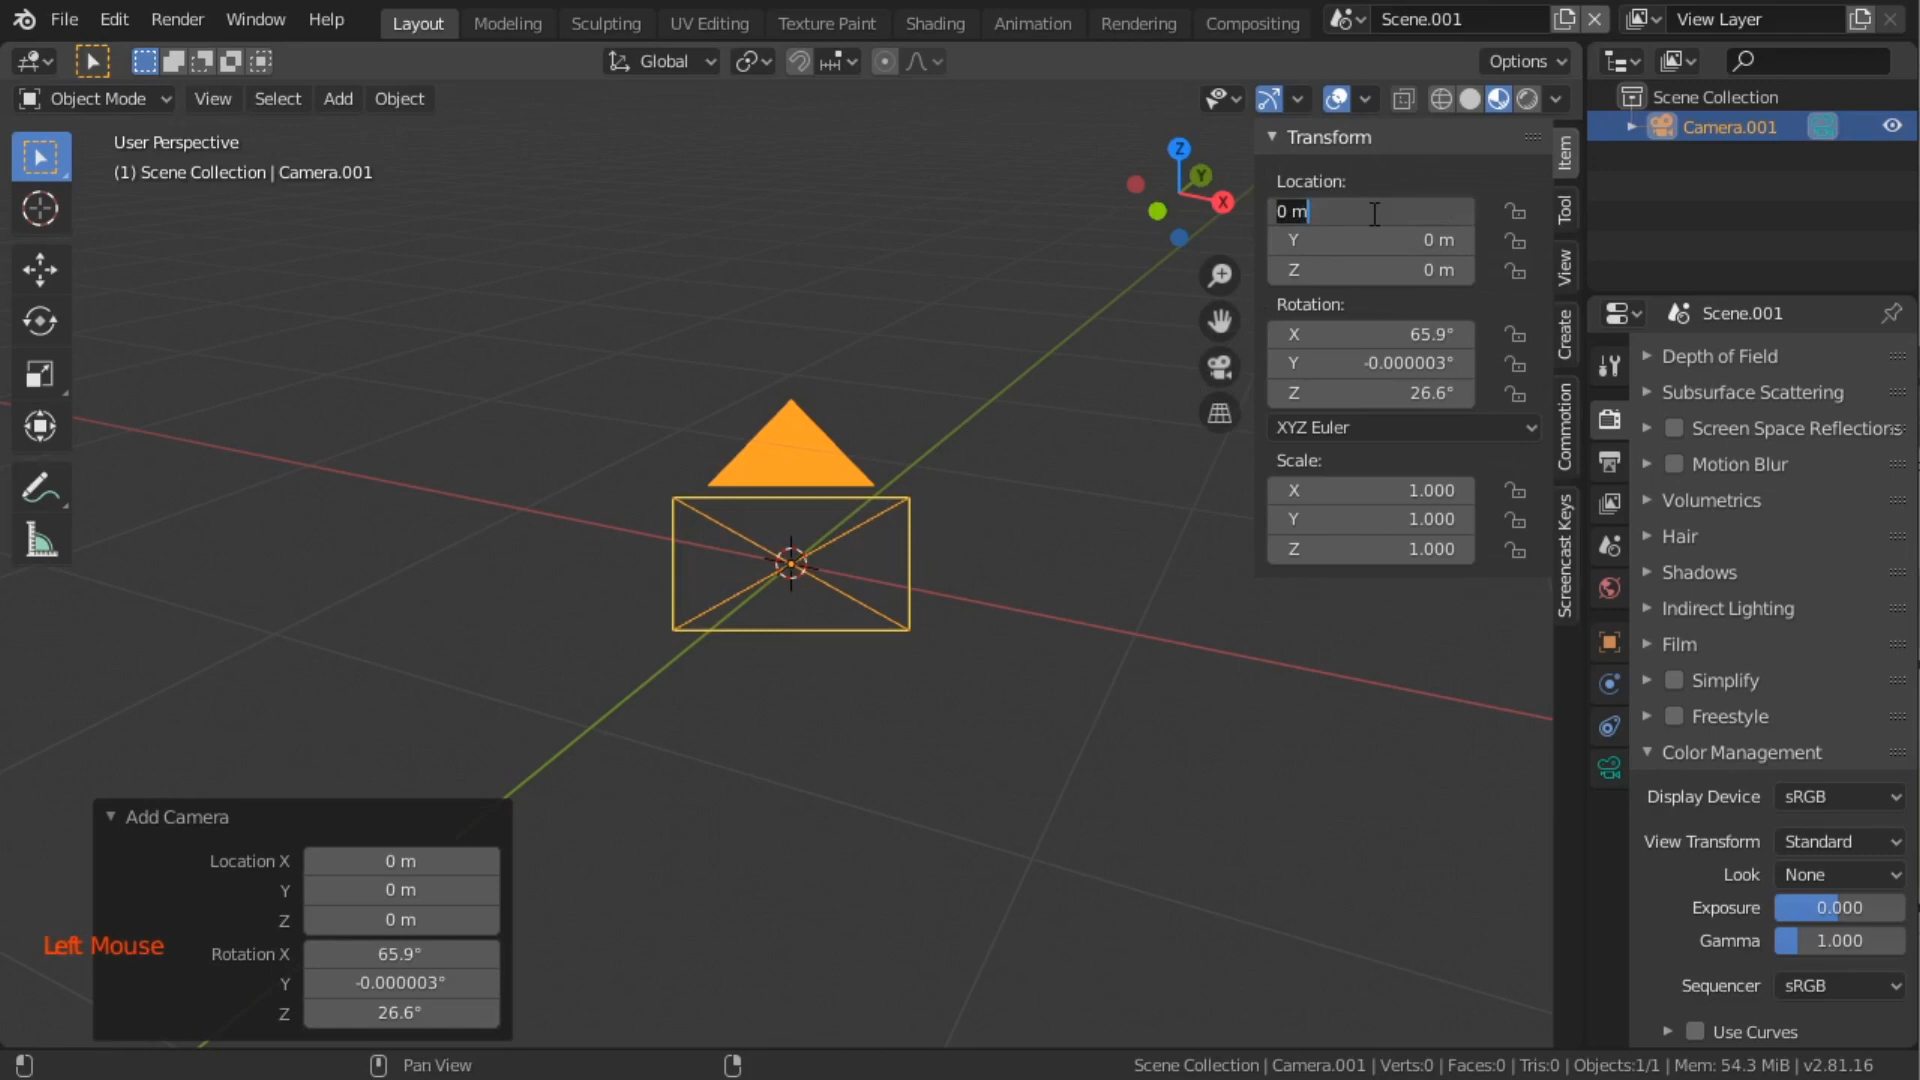 File Edit Render Window Help
Layout Modeling Sculpting UV Editing Texture Paint Shading Animation Rendering Compositing
Scene.001
View Layer
Global
Options
Object Mode View Select Add Object
User Perspective
(1) Scene Collection | Camera.001
Z
Y
X
Transform
Location:
0 m
Y 0 m
Z 0 m
Rotation:
X 65.9°
Y -0.000003°
Z 26.6°
XYZ Euler
Scale:
X 1.000
Y 1.000
Z 1.000
Item
Tool
View
Create
Commotion
Screencast Keys
Scene Collection
Camera.001
Scene.001
Depth of Field
Subsurface Scattering
Screen Space Reflections
Motion Blur
Volumetrics
Hair
Shadows
Indirect Lighting
Film
Simplify
Freestyle
Color Management
Display Device sRGB
View Transform Standard
Look None
Exposure 0.000
Gamma 1.000
Sequencer sRGB
Use Curves
Add Camera
Location X 0 m
Y 0 m
Z 0 m
Rotation X 65.9°
Y -0.000003°
Z 26.6°
Left Mouse
Pan View
Scene Collection | Camera.001 | Verts:0 | Faces:0 | Tris:0 | Objects:1/1 | Mem: 54.3 MiB | v2.81.16